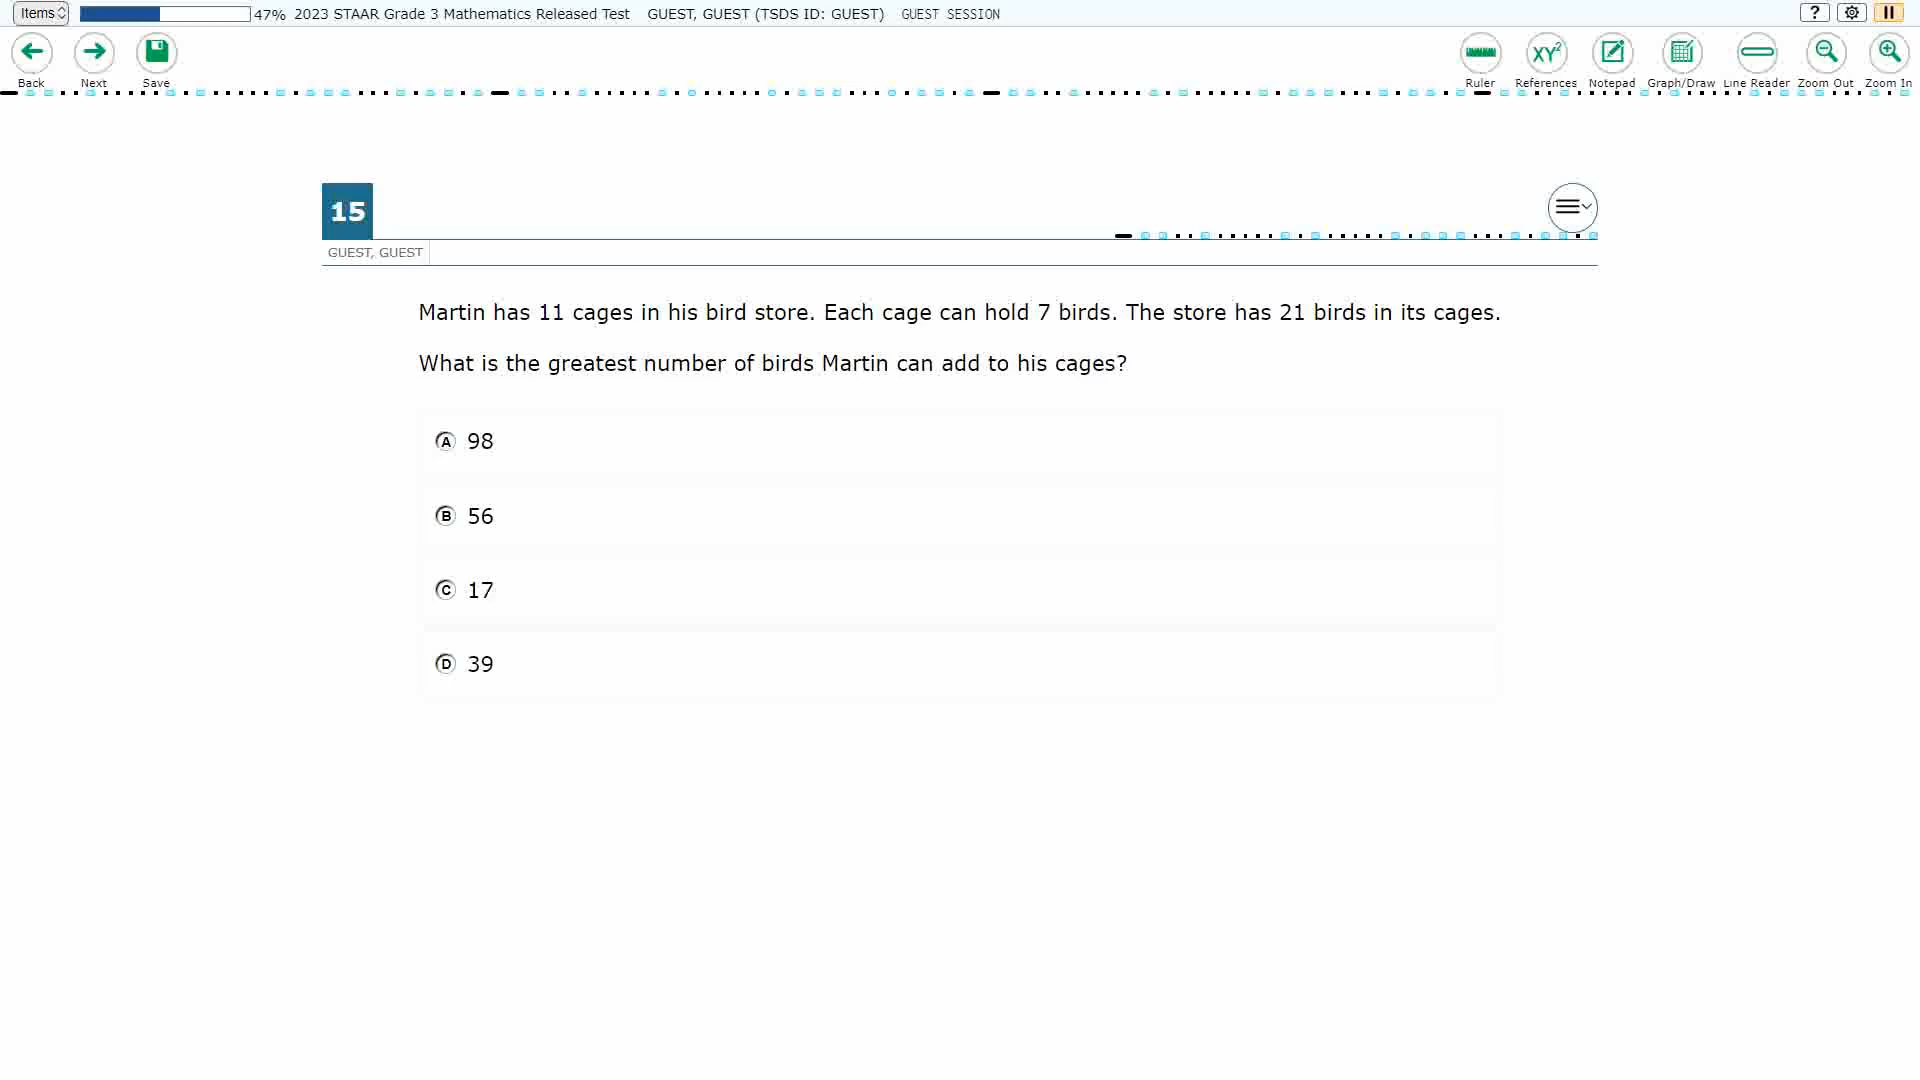 Items 47% 2023 STAAR Grade 3 Mathematics Released Test GUEST, GUEST (TSDS ID: GUEST) GUEST SESSION ?
Back Next Save XY² Ruler References Notepad Graph/Draw Line Reader Zoom Out Zoom In
15
GUEST, GUEST
Martin has 11 cages in his bird store. Each cage can hold 7 birds. The store has 21 birds in its cages.
What is the greatest number of birds Martin can add to his cages?
A 98
B 56
C 17
D 39